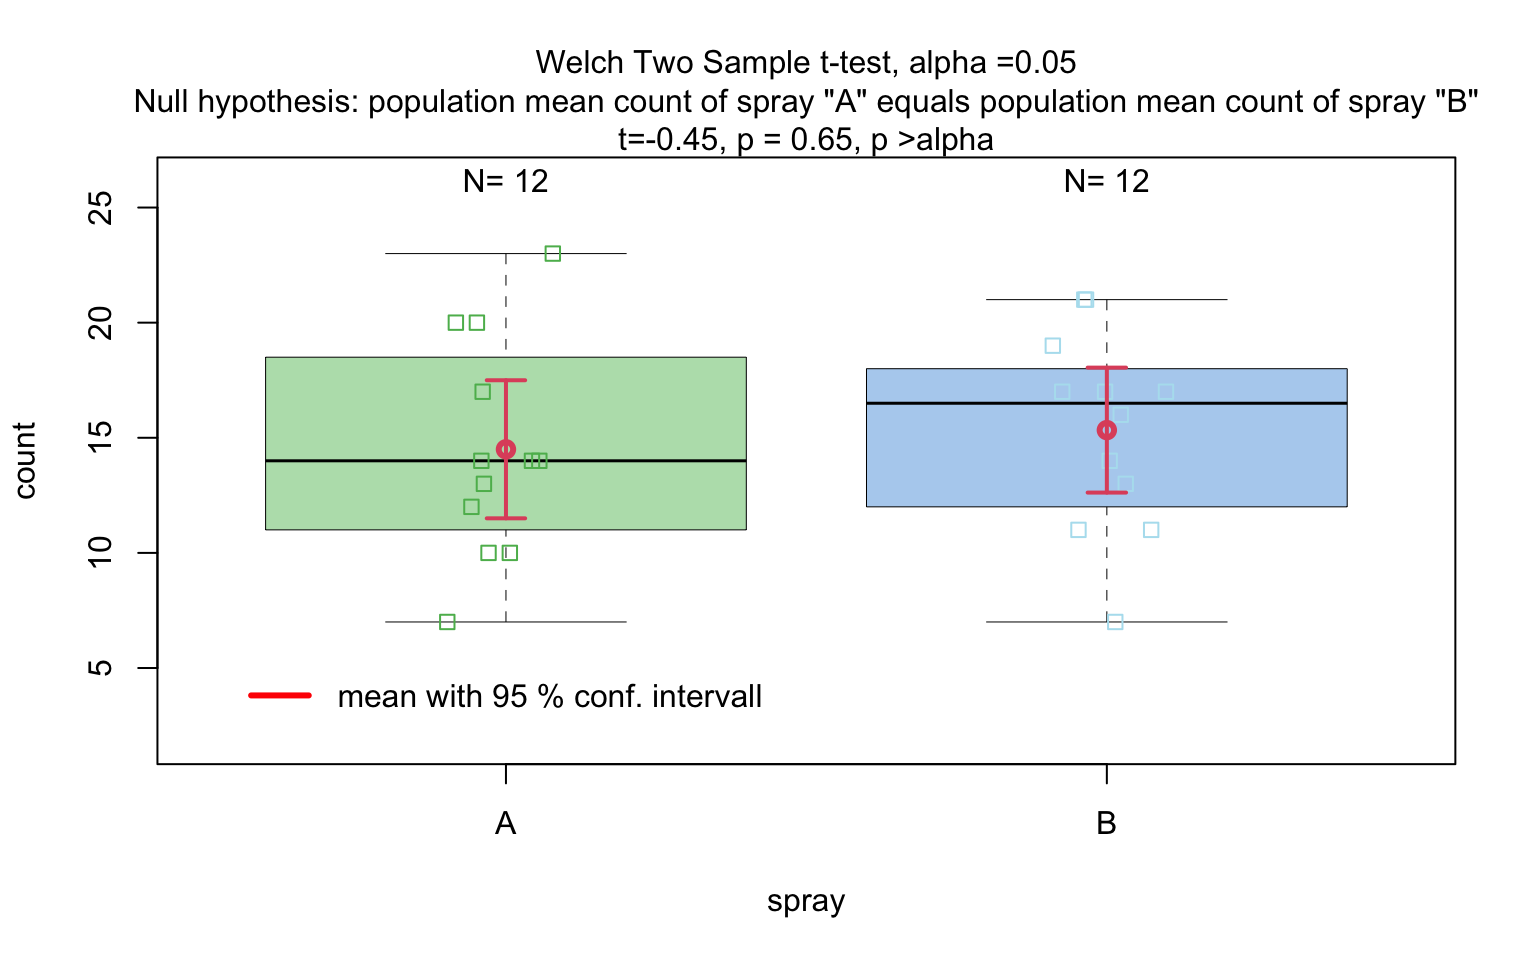 Welch Two Sample t-test, alpha =0.05
Null hypothesis: population mean count of spray "A" equals population mean count of spray "B"
t=-0.45, p = 0.65, p >alpha
N= 12
N= 12
25
20
15
10
5
count
mean with 95 % conf. intervall
A
B
spray